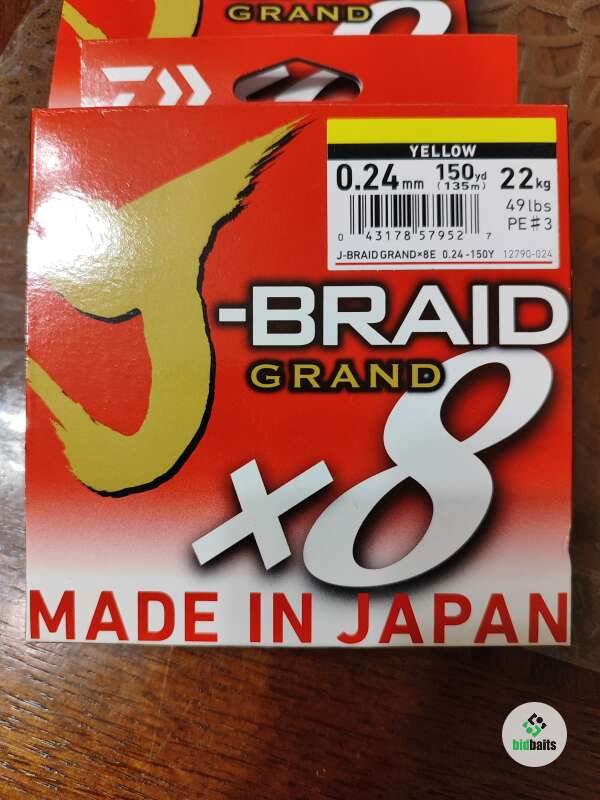 GRAND
YELLOW
0.24mm 150yd (135m) 22kg
49lbs
PE#3
0 43178 57952 7
J-BRAID GRAND×8E 0.24-150Y 12790-024
J-BRAID
GRAND
×8
MADE IN JAPAN
bidbaits